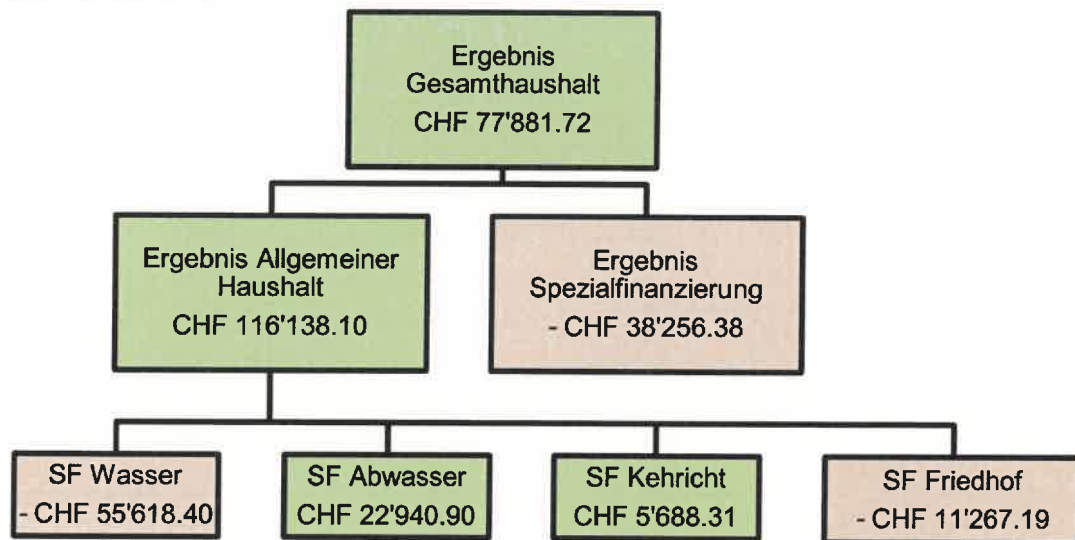 Ergebnis
Gesamthaushalt
CHF 77'881.72
Ergebnis Allgemeiner
Haushalt
CHF 116'138.10
Ergebnis
Spezialfinanzierung
- CHF 38'256.38
SF Wasser
- CHF 55'618.40
SF Abwasser
CHF 22'940.90
SF Kehricht
CHF 5'688.31
SF Friedhof
- CHF 11'267.19